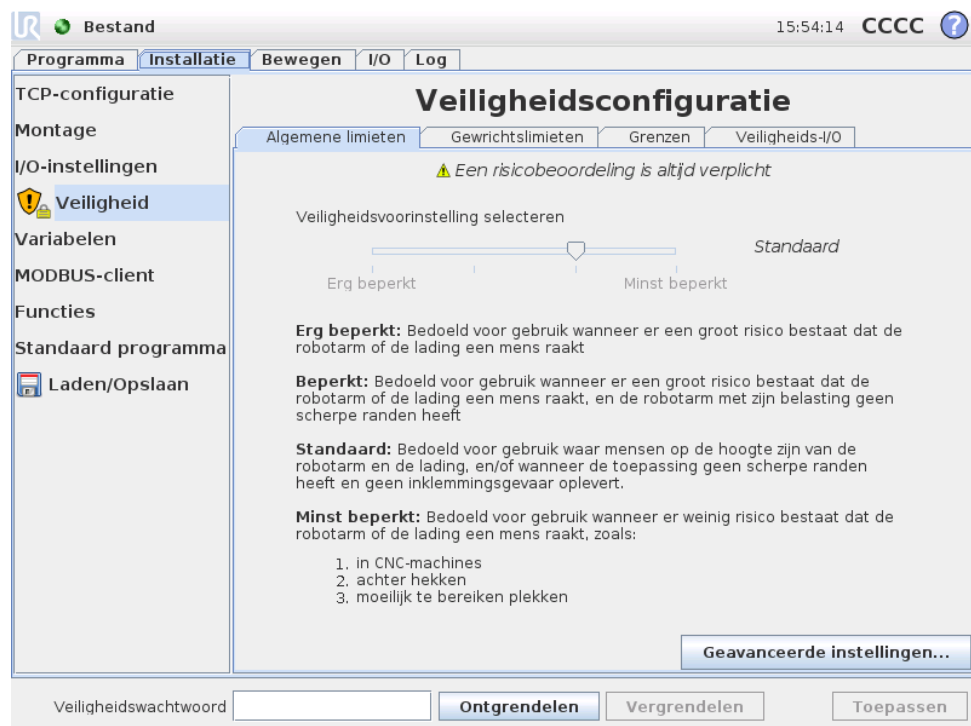 UR Bestand 15:54:14 CCCC ?
Programma Installatie Bewegen I/O Log
TCP-configuratie
Montage
I/O-instellingen
Veiligheid
Variabelen
MODBUS-client
Functies
Standaard programma
Laden/Opslaan
Veiligheidsconfiguratie
Algemene limieten Gewrichtslimieten Grenzen Veiligheids-I/O
Een risicobeoordeling is altijd verplicht
Veiligheidsvoorinstelling selecteren
Standaard
Erg beperkt Minst beperkt
Erg beperkt: Bedoeld voor gebruik wanneer er een groot risico bestaat dat de
robotarm of de lading een mens raakt
Beperkt: Bedoeld voor gebruik wanneer er een groot risico bestaat dat de
robotarm of de lading een mens raakt, en de robotarm met zijn belasting geen
scherpe randen heeft
Standaard: Bedoeld voor gebruik waar mensen op de hoogte zijn van de
robotarm en de lading, en/of wanneer de toepassing geen scherpe randen
heeft en geen inklemmingsgevaar oplevert.
Minst beperkt: Bedoeld voor gebruik wanneer er weinig risico bestaat dat de
robotarm of de lading een mens raakt, zoals:
1. in CNC-machines
2. achter hekken
3. moeilijk te bereiken plekken
Geavanceerde instellingen...
Veiligheidswachtwoord Ontgrendelen Vergrendelen Toepassen